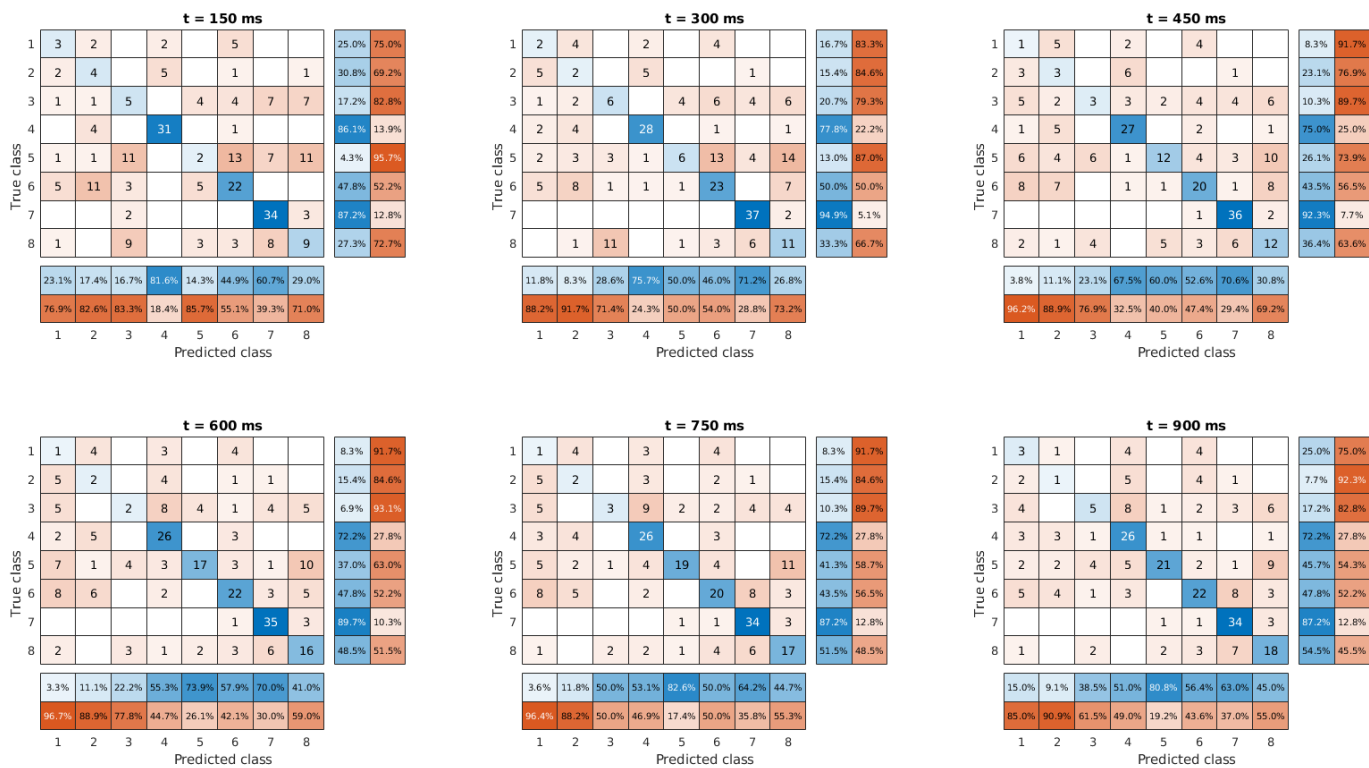 t = 150 ms
1 3 2 2 5 25.0% 75.0%
2 2 4 5 1 1 30.8% 69.2%
3 1 1 5 4 4 7 7 17.2% 82.8%
4 4 31 1 86.1% 13.9%
5 1 1 11 2 13 7 11 4.3% 95.7%
6 5 11 3 5 22 47.8% 52.2%
7 2 34 3 87.2% 12.8%
8 1 9 3 3 8 9 27.3% 72.7%
True class
23.1% 17.4% 16.7% 81.6% 14.3% 44.9% 60.7% 29.0%
76.9% 82.6% 83.3% 18.4% 85.7% 55.1% 39.3% 71.0%
1 2 3 4 5 6 7 8
Predicted class
t = 300 ms
1 2 4 2 4 16.7% 83.3%
2 5 2 5 1 15.4% 84.6%
3 1 2 6 4 6 4 6 20.7% 79.3%
4 2 4 28 1 1 77.8% 22.2%
5 2 3 3 1 6 13 4 14 13.0% 87.0%
6 5 8 1 1 1 23 7 50.0% 50.0%
7 37 2 94.9% 5.1%
8 1 11 1 3 6 11 33.3% 66.7%
True class
11.8% 8.3% 28.6% 75.7% 50.0% 46.0% 71.2% 26.8%
88.2% 91.7% 71.4% 24.3% 50.0% 54.0% 28.8% 73.2%
1 2 3 4 5 6 7 8
Predicted class
t = 450 ms
1 1 5 2 4 8.3% 91.7%
2 3 3 6 1 23.1% 76.9%
3 5 2 3 3 2 4 4 6 10.3% 89.7%
4 1 5 27 2 1 75.0% 25.0%
5 6 4 6 1 12 4 3 10 26.1% 73.9%
6 8 7 1 1 20 1 8 43.5% 56.5%
7 1 36 2 92.3% 7.7%
8 2 1 4 5 3 6 12 36.4% 63.6%
True class
3.8% 11.1% 23.1% 67.5% 60.0% 52.6% 70.6% 30.8%
96.2% 88.9% 76.9% 32.5% 40.0% 47.4% 29.4% 69.2%
1 2 3 4 5 6 7 8
Predicted class
t = 600 ms
1 1 4 3 4 8.3% 91.7%
2 5 2 4 1 1 15.4% 84.6%
3 5 2 8 4 1 4 5 6.9% 93.1%
4 2 5 26 3 72.2% 27.8%
5 7 1 4 3 17 3 1 10 37.0% 63.0%
6 8 6 2 22 3 5 47.8% 52.2%
7 1 35 3 89.7% 10.3%
8 2 3 1 2 3 6 16 48.5% 51.5%
True class
3.3% 11.1% 22.2% 55.3% 73.9% 57.9% 70.0% 41.0%
96.7% 88.9% 77.8% 44.7% 26.1% 42.1% 30.0% 59.0%
1 2 3 4 5 6 7 8
Predicted class
t = 750 ms
1 1 4 3 4 8.3% 91.7%
2 5 2 3 2 1 15.4% 84.6%
3 5 3 9 2 2 4 4 10.3% 89.7%
4 3 4 26 3 72.2% 27.8%
5 5 2 1 4 19 4 11 41.3% 58.7%
6 8 5 2 20 8 3 43.5% 56.5%
7 1 1 34 3 87.2% 12.8%
8 1 2 2 1 4 6 17 51.5% 48.5%
True class
3.6% 11.8% 50.0% 53.1% 82.6% 50.0% 64.2% 44.7%
96.4% 88.2% 50.0% 46.9% 17.4% 50.0% 35.8% 55.3%
1 2 3 4 5 6 7 8
Predicted class
t = 900 ms
1 3 1 4 4 25.0% 75.0%
2 2 1 5 4 1 7.7% 92.3%
3 4 5 8 1 2 3 6 17.2% 82.8%
4 3 3 1 26 1 1 1 72.2% 27.8%
5 2 2 4 5 21 2 1 9 45.7% 54.3%
6 5 4 1 3 22 8 3 47.8% 52.2%
7 1 1 34 3 87.2% 12.8%
8 1 2 2 3 7 18 54.5% 45.5%
True class
15.0% 9.1% 38.5% 51.0% 80.8% 56.4% 63.0% 45.0%
85.0% 90.9% 61.5% 49.0% 19.2% 43.6% 37.0% 55.0%
1 2 3 4 5 6 7 8
Predicted class